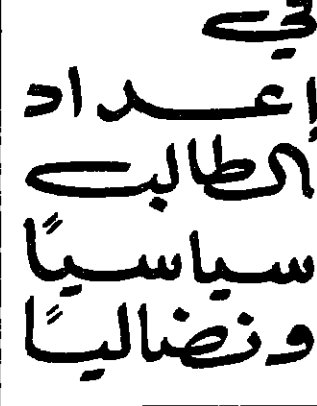 في
إعداد
الطالب
سياسيًا
ونضاليًا